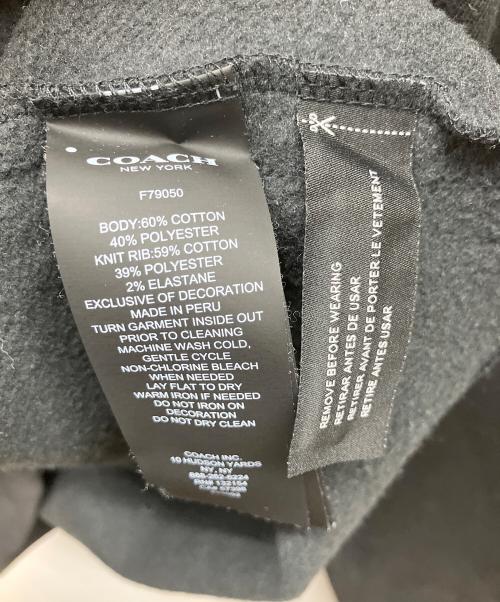 COACH
NEW YORK
F79050
BODY:60% COTTON
40% POLYESTER
KNIT RIB:59% COTTON
39% POLYESTER
2% ELASTANE
EXCLUSIVE OF DECORATION
MADE IN PERU
TURN GARMENT INSIDE OUT
PRIOR TO CLEANING
MACHINE WASH COLD,
GENTLE CYCLE
NON-CHLORINE BLEACH
WHEN NEEDED
LAY FLAT TO DRY
WARM IRON IF NEEDED
DO NOT IRON ON
DECORATION
DO NOT DRY CLEAN
COACH INC.
10 HUDSON YARDS
NY, NY
REMOVE BEFORE WEARING
RETIRAR ANTES DE USAR
RETIRER AVANT DE PORTER LE VETEMENT
RETIRE ANTES USAR